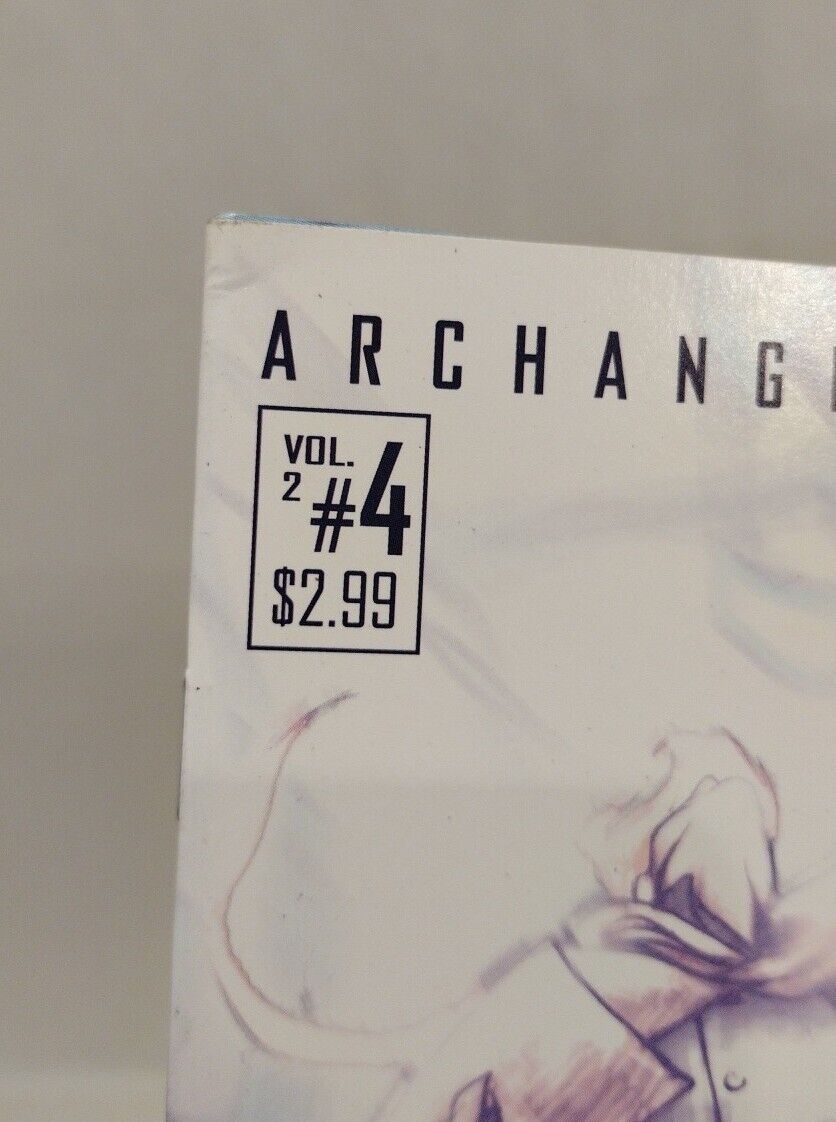 ARCHANG
VOL.
2 #4
$2.99